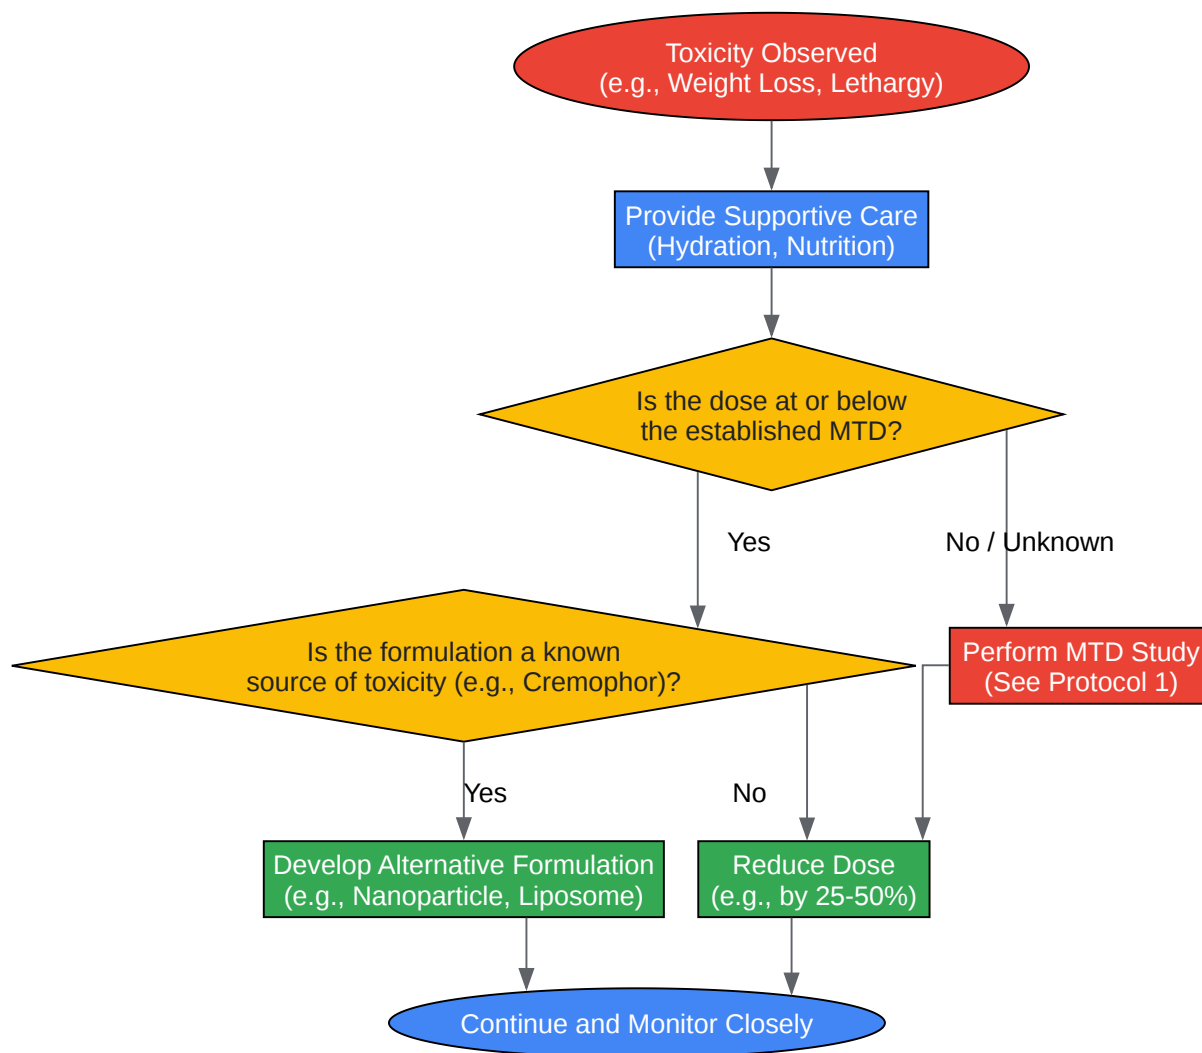 Toxicity Observed
(e.g., Weight Loss, Lethargy)
Provide Supportive Care
(Hydration, Nutrition)
Is the dose at or below
the established MTD?
Yes
No / Unknown
Is the formulation a known
source of toxicity (e.g., Cremophor)?
Perform MTD Study
(See Protocol 1)
Yes
No
Develop Alternative Formulation
(e.g., Nanoparticle, Liposome)
Reduce Dose
(e.g., by 25-50%)
Continue and Monitor Closely